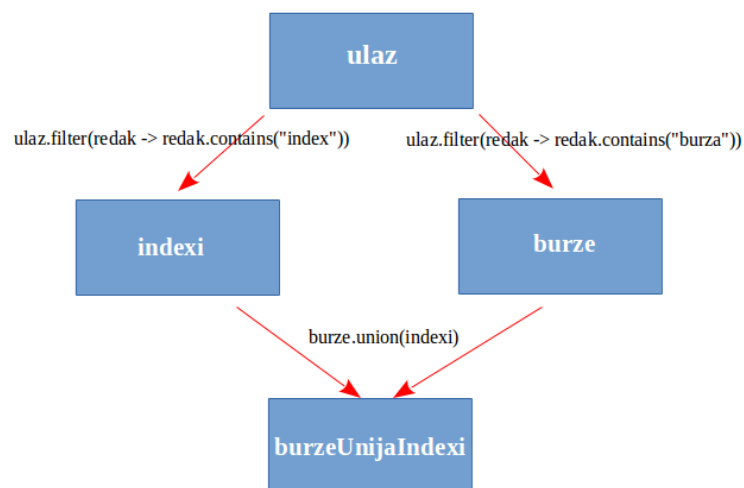 ulaz
ulaz.filter(redak -> redak.contains("index"))
ulaz.filter(redak -> redak.contains("burza"))
indexi
burze
burze.union(indexi)
burzeUnijaIndexi